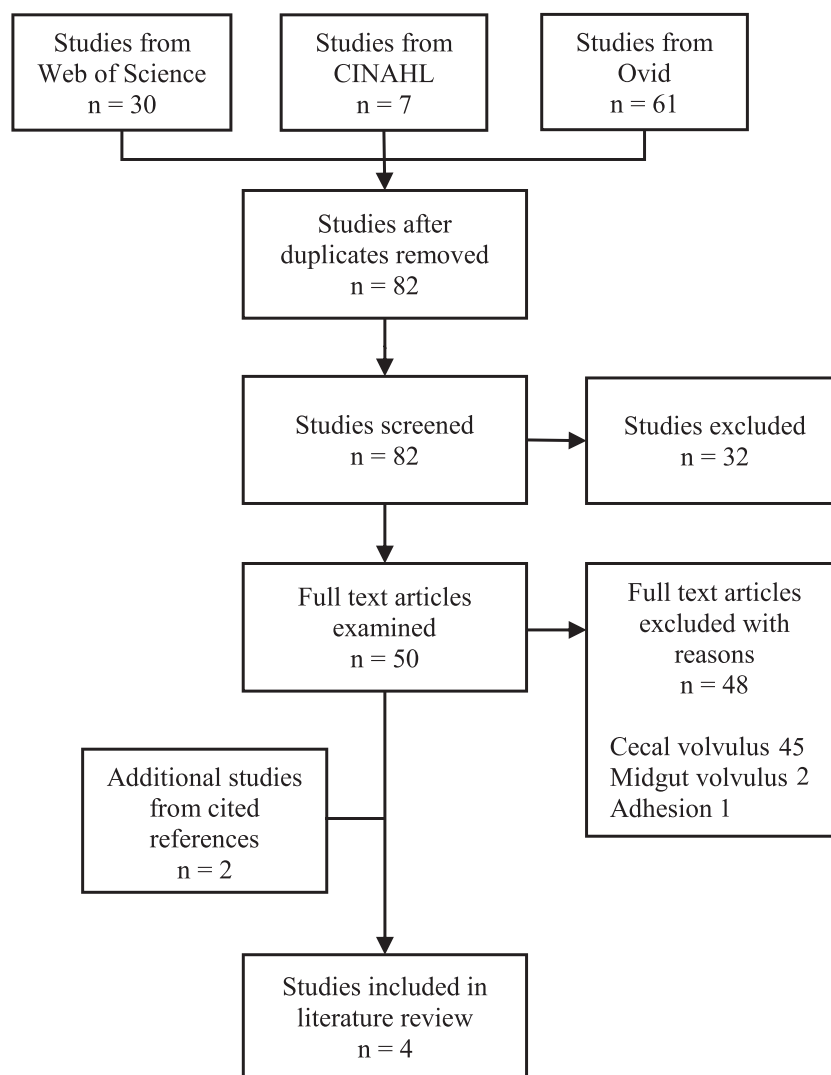 Studies from
Web of Science
n = 30
Studies from
CINAHL
n = 7
Studies from
Ovid
n = 61
Studies after
duplicates removed
n = 82
Studies screened
n = 82
Studies excluded
n = 32
Full text articles
examined
n = 50
Full text articles
excluded with
reasons
n = 48
Cecal volvulus 45
Midgut volvulus 2
Adhesion 1
Additional studies
from cited
references
n = 2
Studies included in
literature review
n = 4